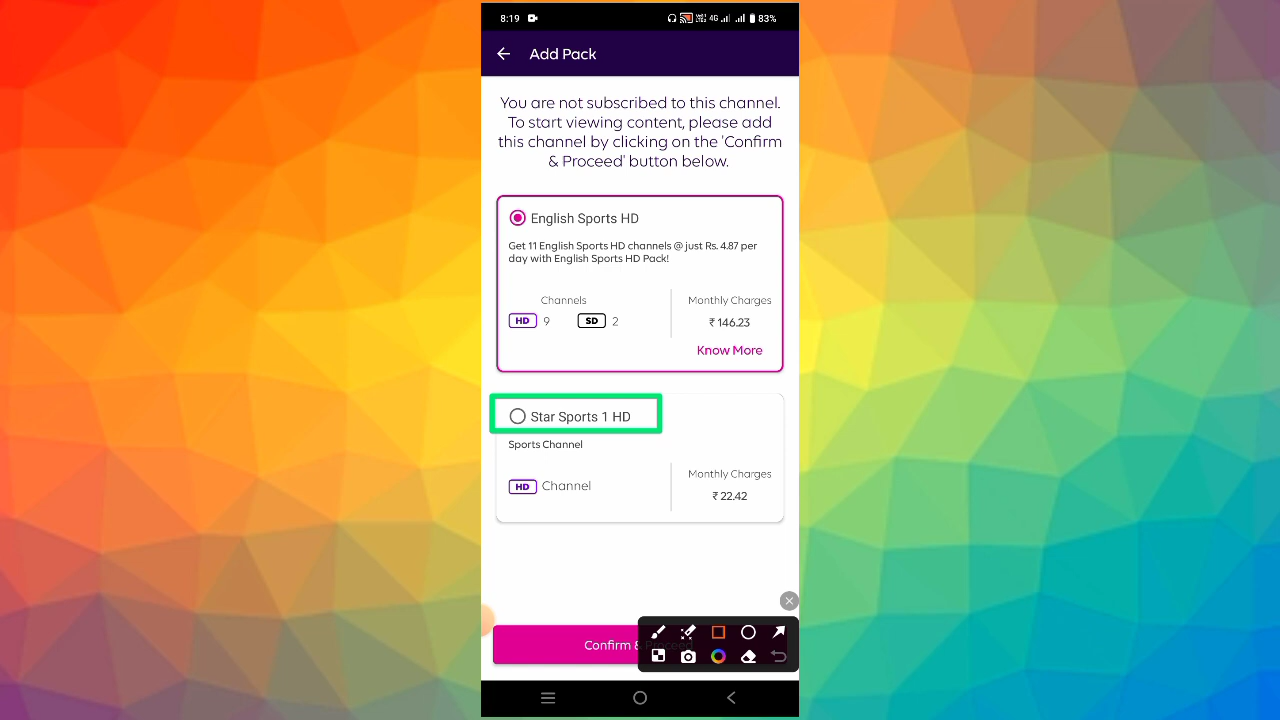 8:19 4G 83%
Add Pack
You are not subscribed to this channel.
To start viewing content, please add
this channel by clicking on the 'Confirm
& Proceed' button below.
English Sports HD
Get 11 English Sports HD channels @ just Rs. 4.87 per
day with English Sports HD Pack!
Channels
HD 9 SD 2
Monthly Charges
₹ 146.23
Know More
Star Sports 1 HD
Sports Channel
HD Channel
Monthly Charges
₹ 22.42
Confirm & Proceed